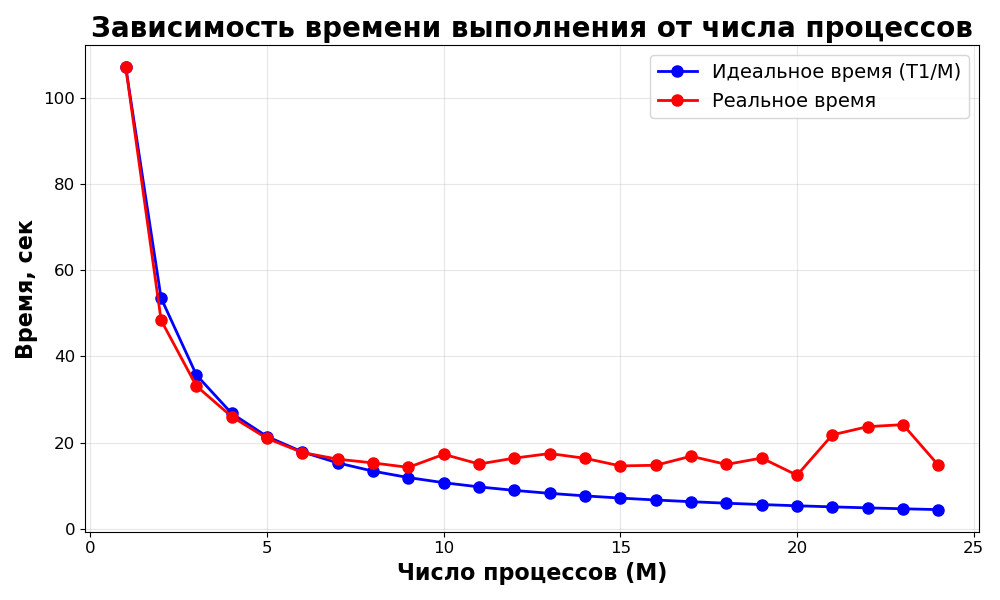 Зависимость времени выполнения от числа процессов
Идеальное время (T1/M)
Реальное время
Время, сек
100
80
60
40
20
0
0
5
10
15
20
25
Число процессов (M)